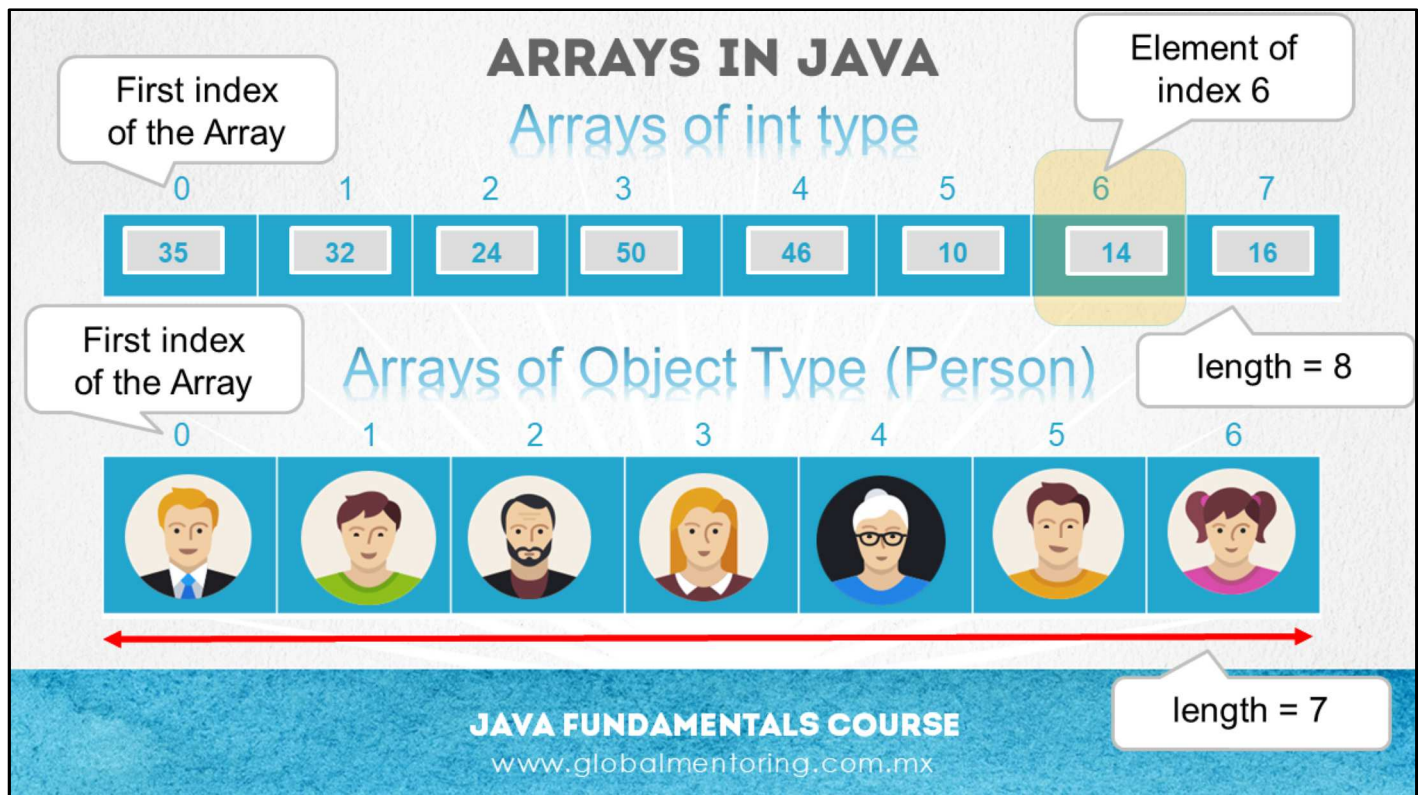 ARRAYS IN JAVA
Arrays of int type
First index
of the Array
Element of
index 6
0 1 2 3 4 5 6 7
35 32 24 50 46 10 14 16
length = 8
First index
of the Array
Arrays of Object Type (Person)
0 1 2 3 4 5 6
length = 7
JAVA FUNDAMENTALS COURSE
www.globalmentoring.com.mx